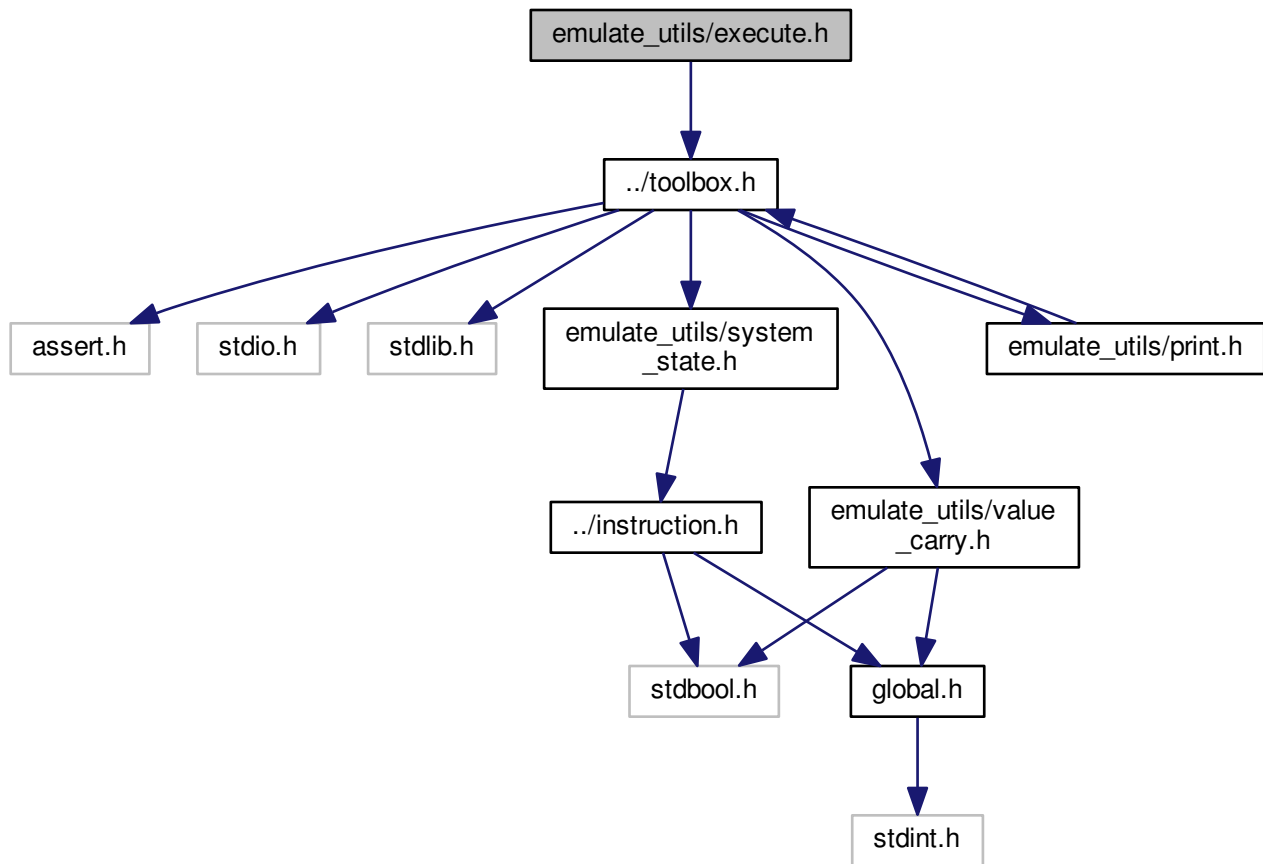 emulate_utils/execute.h
../toolbox.h
assert.h
stdio.h
stdlib.h
emulate_utils/system
_state.h
emulate_utils/print.h
../instruction.h
emulate_utils/value
_carry.h
stdbool.h
global.h
stdint.h